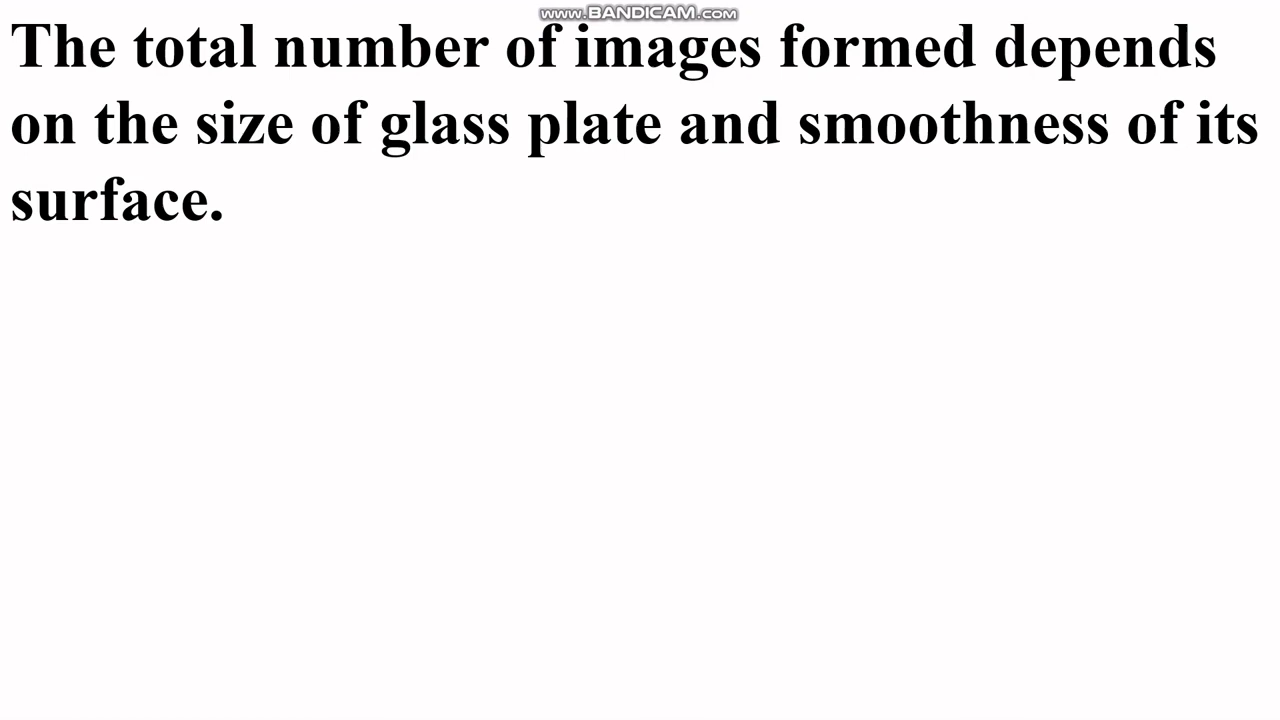 www.BANDICAM.com
The total number of images formed depends
on the size of glass plate and smoothness of its
surface.